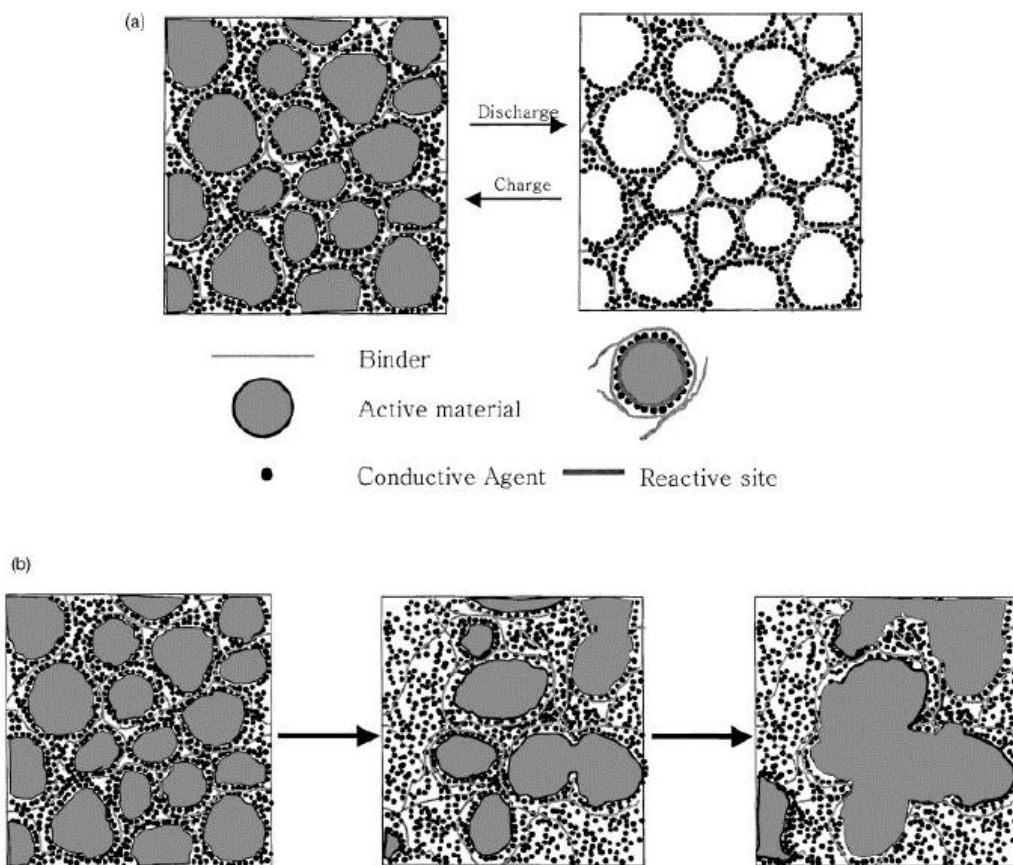 (a)
Discharge
Charge
Binder
Active material
Conductive Agent
Reactive site
(b)